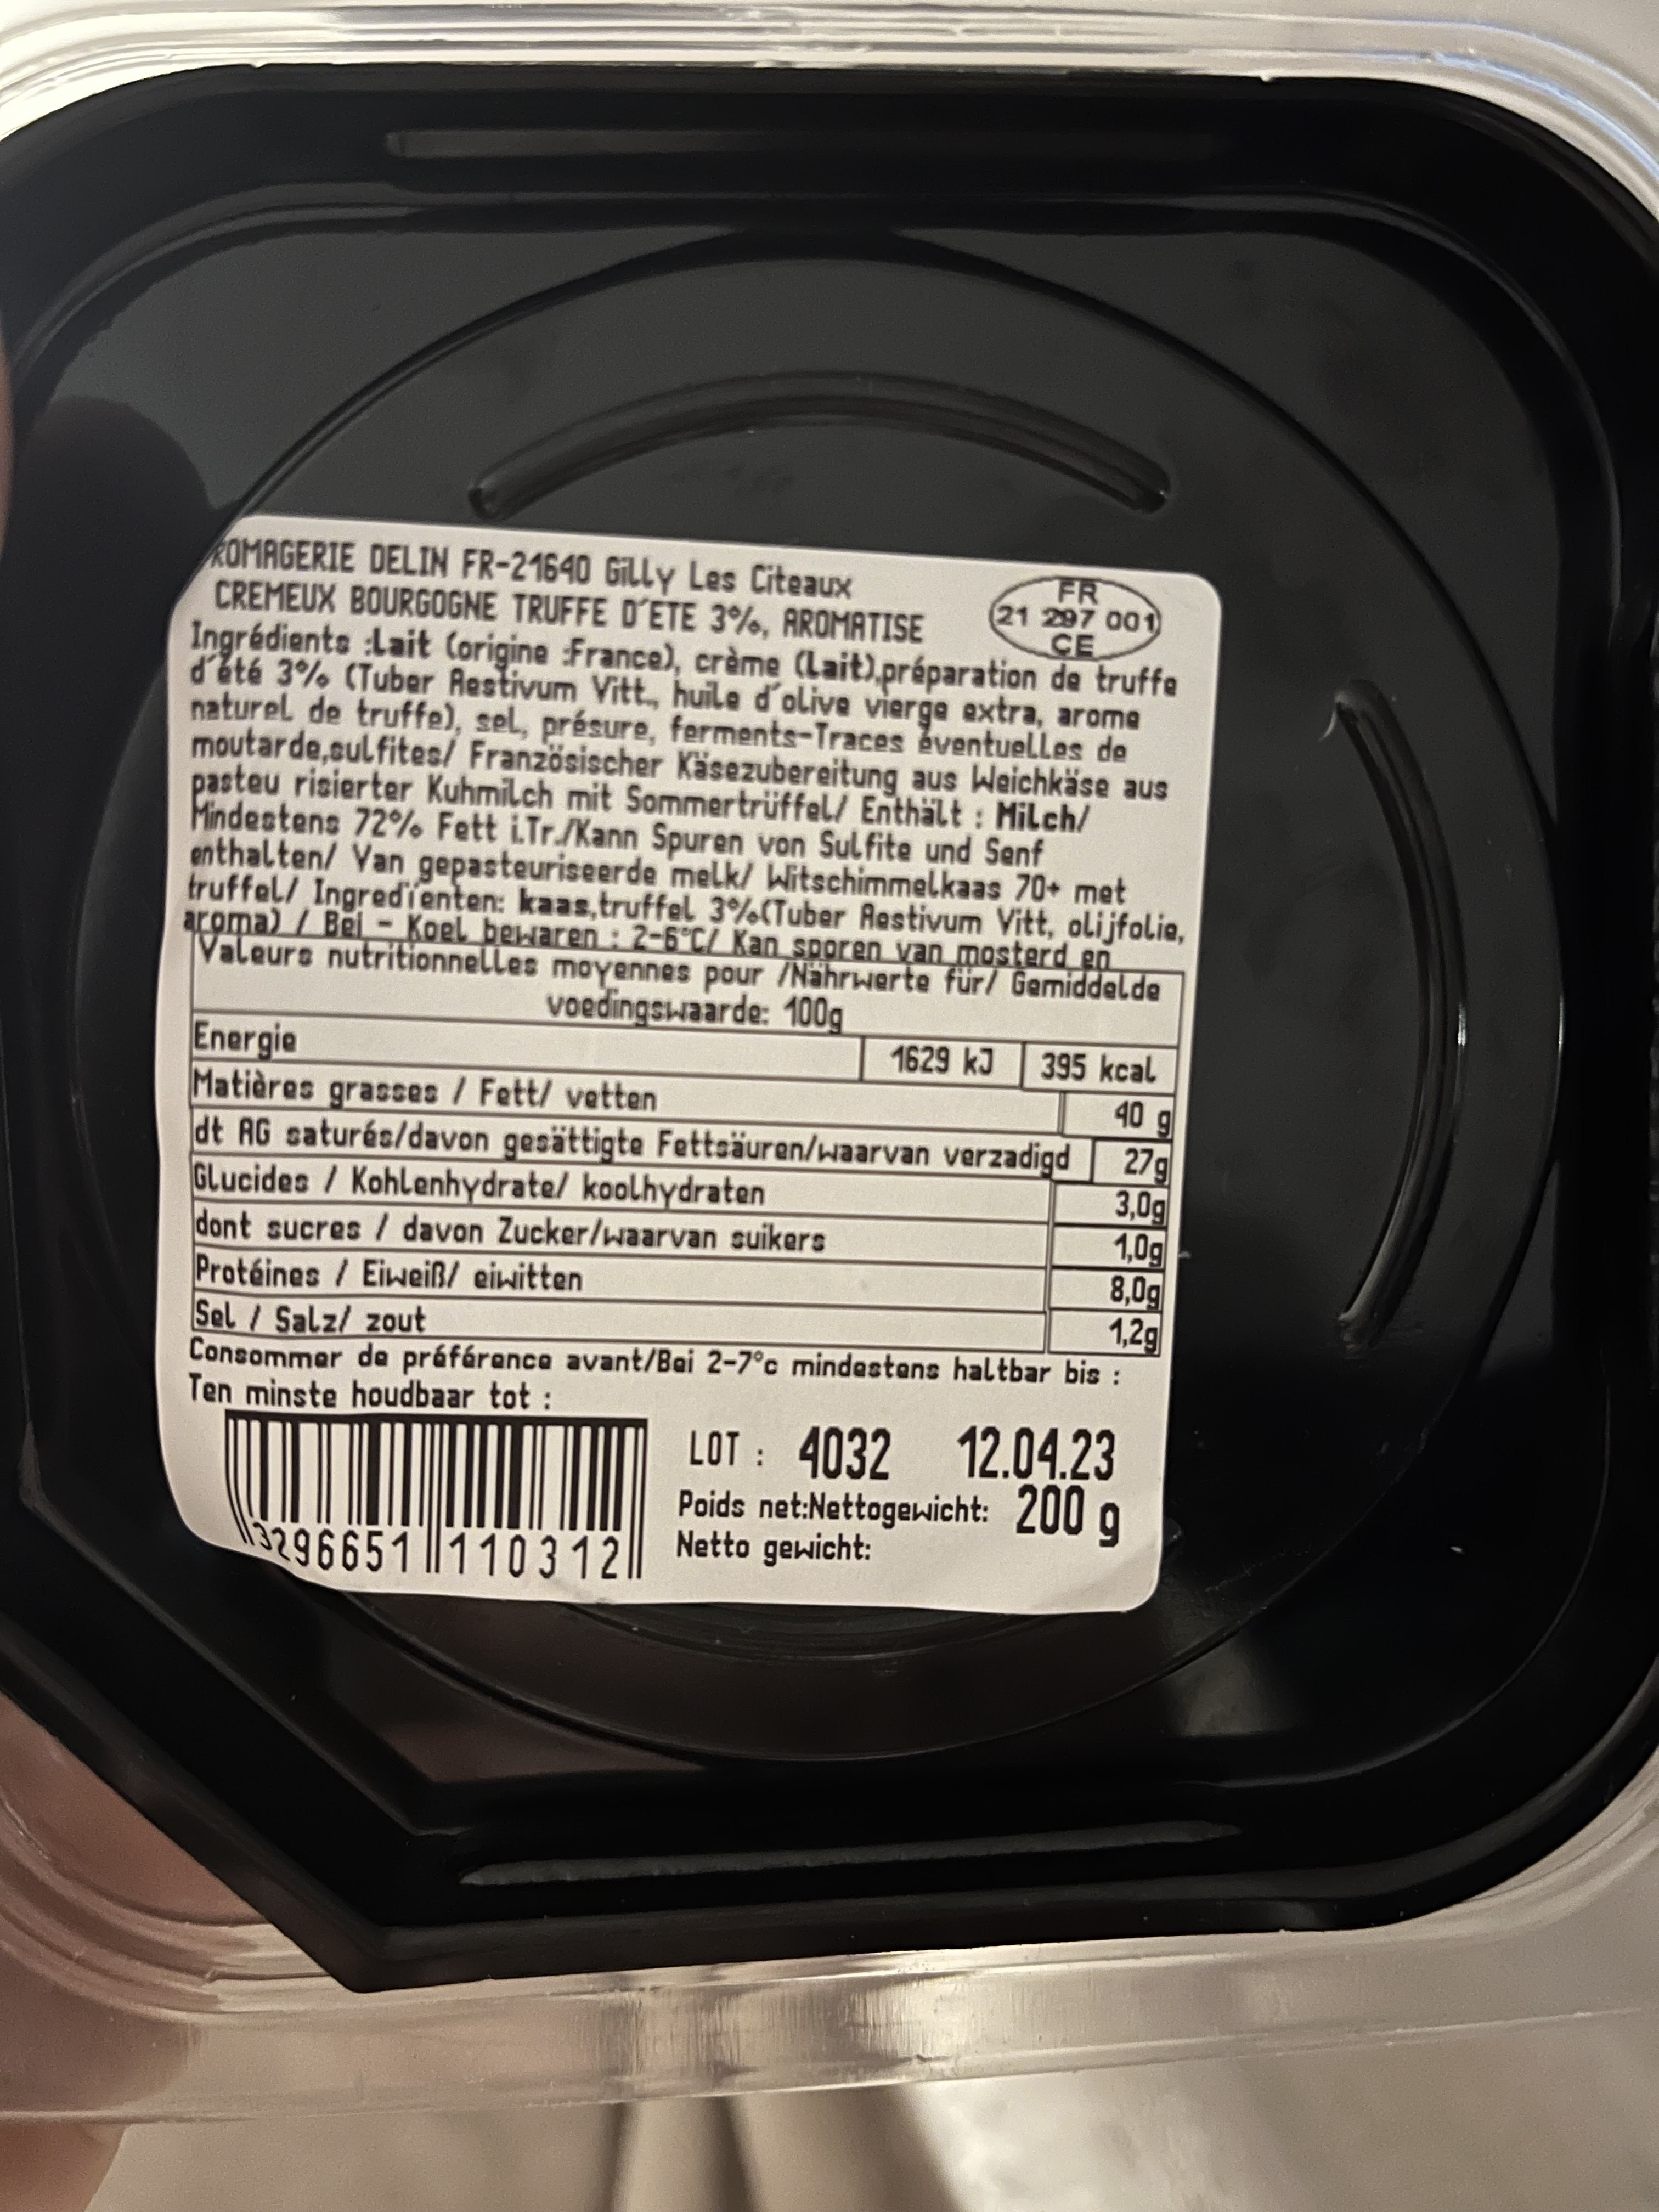 ROMAGERIE DELIN FR-21640 Gilly Les Citeaux
CREMEUX BOURGOGNE TRUFFE D'ETE 3%, AROMATISE
FR
21 297 001
CE
Ingrédients :Lait (origine :France), crème (Lait),préparation de truffe
d'été 3% (Tuber Aestivum Vitt., huile d'olive vierge extra, arome
naturel de truffe), sel, présure, ferments-Traces éventuelles de
moutarde,sulfites/ Französischer Käsezubereitung aus Weichkäse aus
pasteu risierter Kuhmilch mit Sommertrüffel/ Enthält : Milch/
Mindestens 72% Fett i.Tr./Kann Spuren von Sulfite und Senf
enthalten/ Van gepasteuriseerde melk/ Witschimmelkaas 70+ met
truffel/ Ingredïenten: kaas,truffel 3%(Tuber Aestivum Vitt, olijfolie,
aroma) / Bei - Koel bewaren : 2-6°C/ Kan sporen van mosterd en
Valeurs nutritionnelles moyennes pour /Nährwerte für/ Gemiddelde
voedingswaarde: 100g
Energie 1629 kJ 395 kcal
Matières grasses / Fett/ vetten 40 g
dt AG saturés/davon gesättigte Fettsäuren/waarvan verzadigd 27g
Glucides / Kohlenhydrate/ koolhydraten 3,0g
dont sucres / davon Zucker/waarvan suikers 1,0g
Protéines / Eiweiß/ eiwitten 8,0g
Sel / Salz/ zout 1,2g
Consommer de préférence avant/Bei 2-7°c mindestens haltbar bis :
Ten minste houdbaar tot :
LOT : 4032 12.04.23
Poids net:Nettogewicht: 200 g
Netto gewicht:
3296651110312